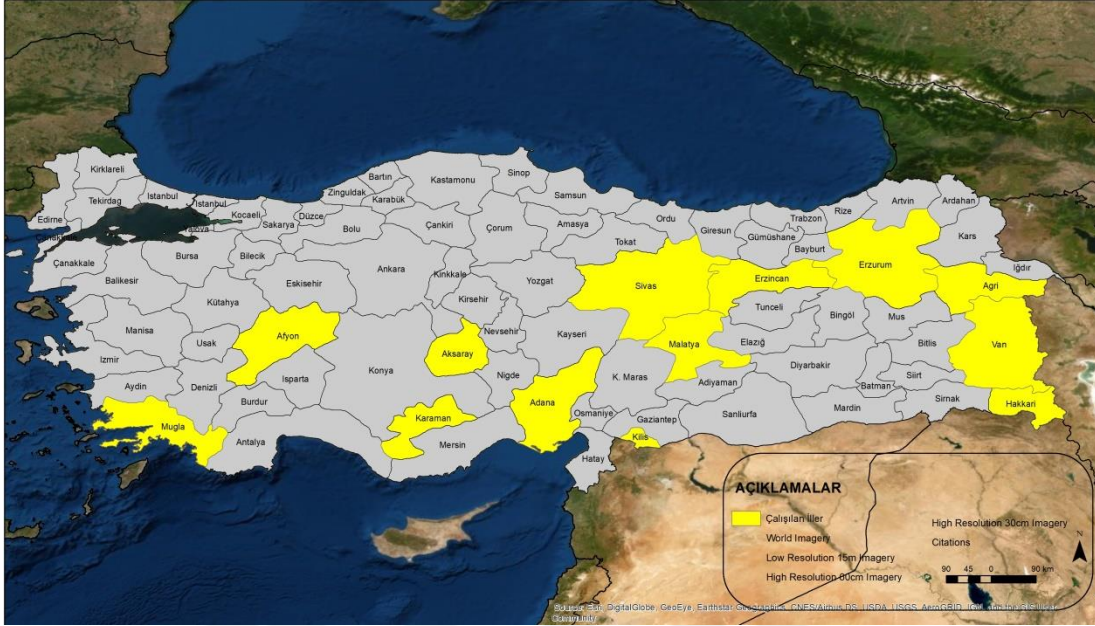 Bartın
Kastamonu
Sinop
Kirklareli
Zinguldak
Karabük
Samsun
Artvin
Ardahan
Tekirdag
Istanbul
Istanbul
Kocaeli
Sakarya
Düzce
Bolu
Çankiri
Çorum
Amasya
Ordu
Giresun
Trabzon
Rize
Edirne
Tokat
Gümüshane
Bayburt
Kars
Çanakkale
Bursa
Bilecik
Ankara
Kırıkkale
Yozgat
Sivas
Erzincan
Erzurum
Iğdır
Agri
Balikesir
Eskisehir
Kütahya
Kirsehir
Tunceli
Bingöl
Mus
Manisa
Usak
Afyon
Nevsehir
Kayseri
Malatya
Elazığ
Bitlis
Van
Izmir
Aksaray
Konya
Nigde
K. Maras
Adiyaman
Diyarbakir
Siirt
Batman
Aydin
Denizli
Isparta
Burdur
Adana
Osmaniye
Gaziantep
Sanliurfa
Mardin
Sirnak
Hakkari
Mugla
Antalya
Karaman
Mersin
Kilis
Hatay
AÇIKLAMALAR
Çalışılan İller
World Imagery
Low Resolution 15m Imagery
High Resolution 60cm Imagery
High Resolution 30cm Imagery
Citations
N
90 45 0 90 km